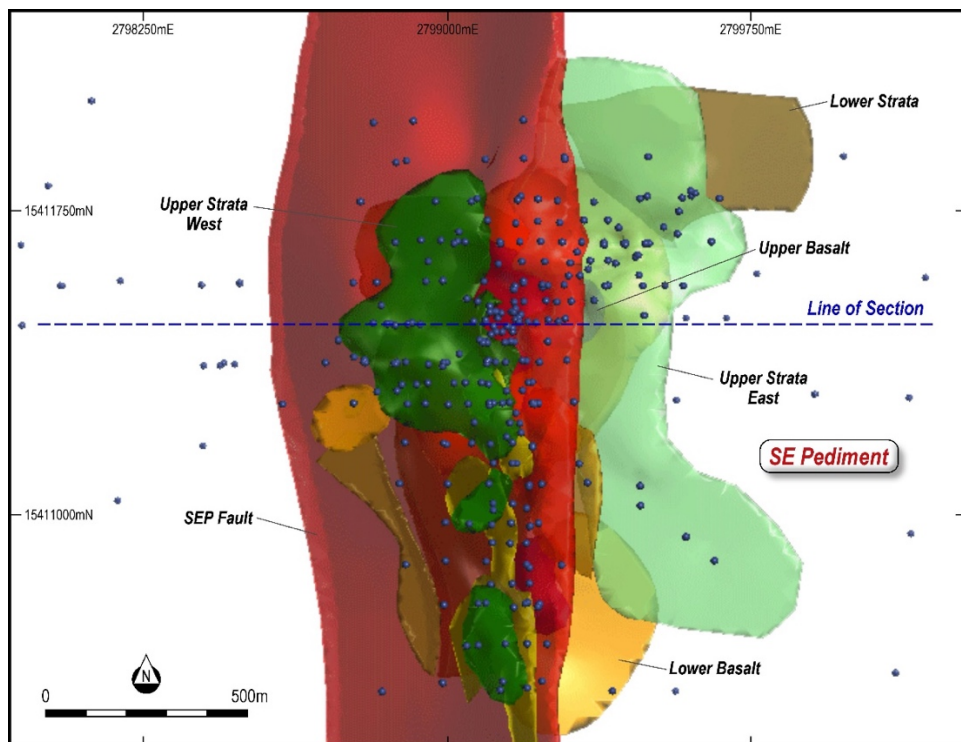 2798250mE
2799000mE
2799750mE
Lower Strata
15411750mN
Upper Strata
West
Upper Basalt
Line of Section
Upper Strata
East
SE Pediment
15411000mN
SEP Fault
Lower Basalt
N
0
500m